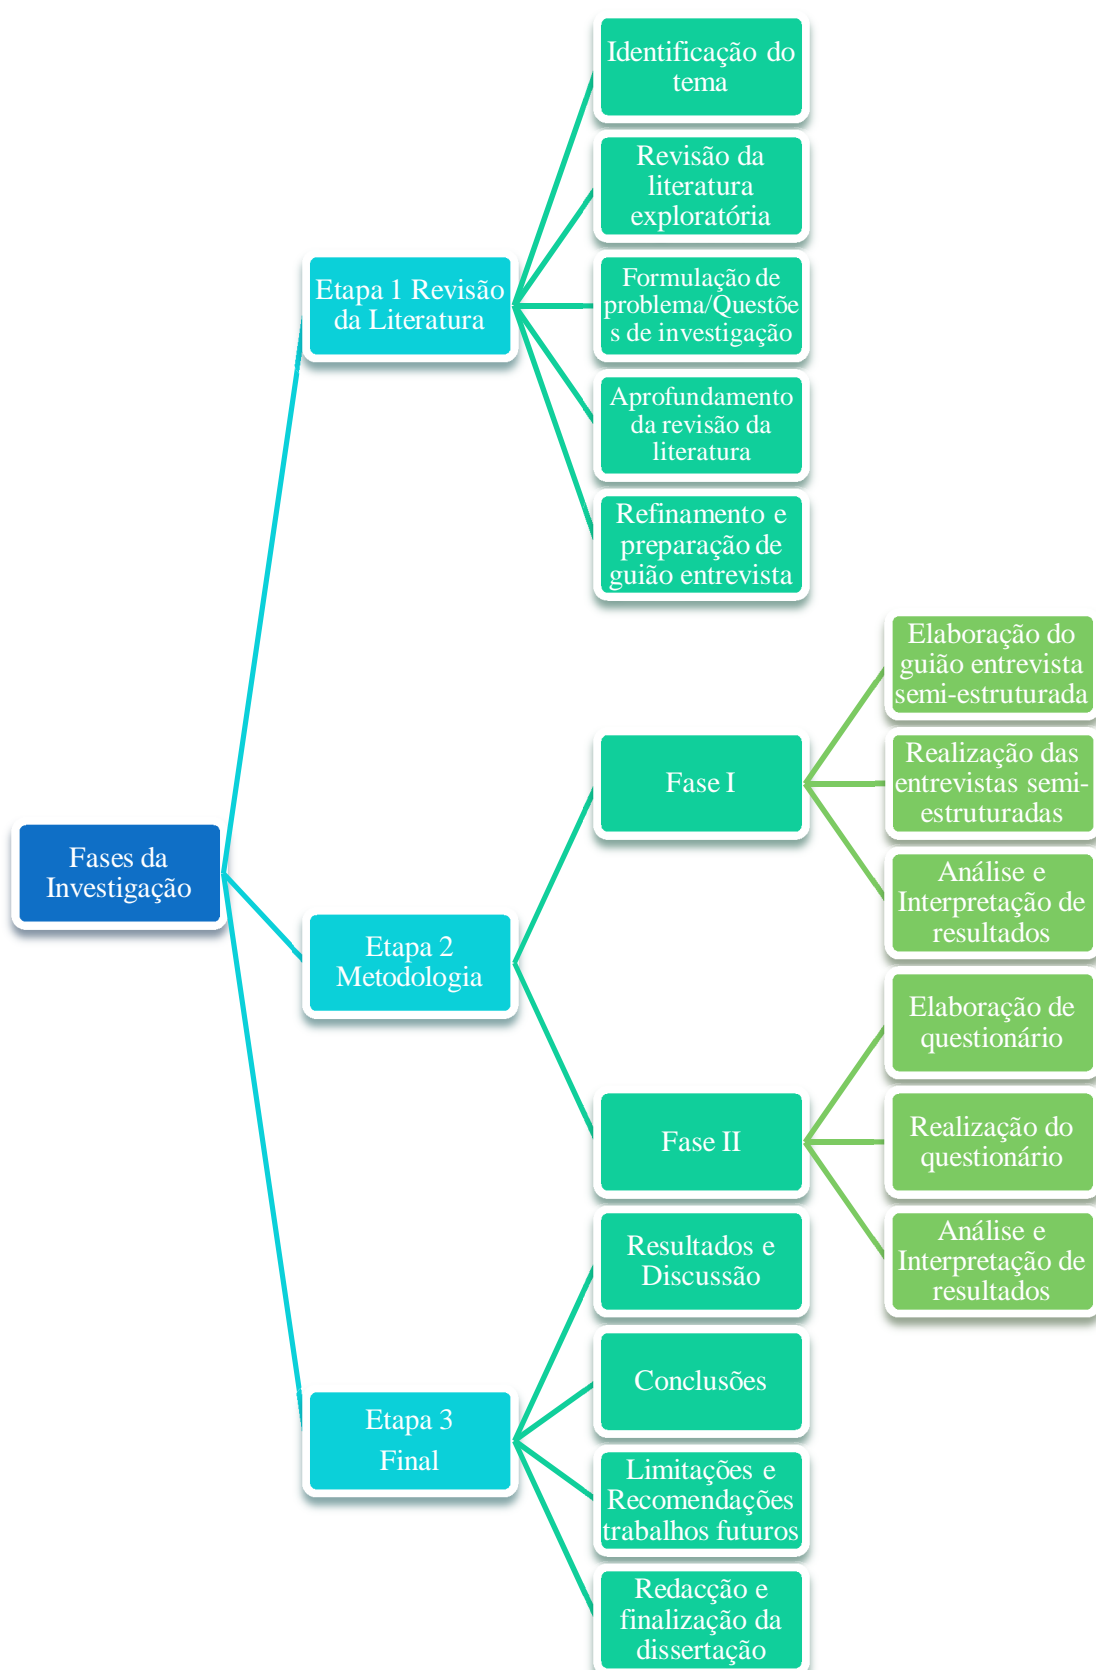 Fases da
Investigação
Etapa 1 Revisão
da Literatura
Identificação do
tema
Revisão da
literatura
exploratória
Formulação de
problema/Questõe
s de investigação
Aprofundamento
da revisão da
literatura
Refinamento e
preparação de
guião entrevista
Etapa 2
Metodologia
Fase I
Elaboração do
guião entrevista
semi-estruturada
Realização das
entrevistas semi-
estruturadas
Análise e
Interpretação de
resultados
Fase II
Elaboração de
questionário
Realização do
questionário
Análise e
Interpretação de
resultados
Etapa 3
Final
Resultados e
Discussão
Conclusões
Limitações e
Recomendações
trabalhos futuros
Redacção e
finalização da
dissertação